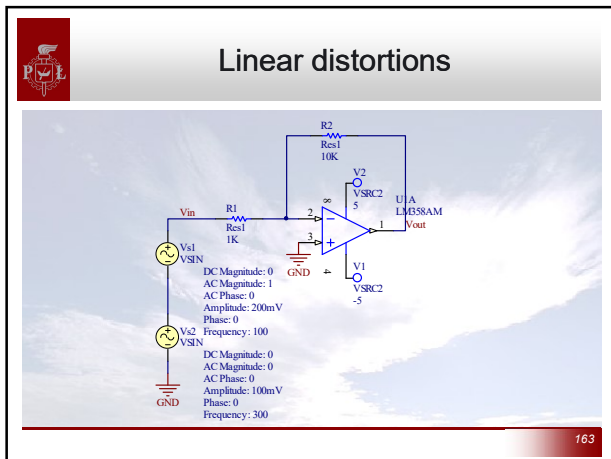 P Ł
Linear distortions
R2
Res1
10K
V2
VSRC2
5
8
U1A
LM358AM
Vin
R1
Res1
1K
2
3
1
Vout
GND
4
V1
VSRC2
-5
Vs1
VSIN
DC Magnitude: 0
AC Magnitude: 1
AC Phase: 0
Amplitude: 200mV
Phase: 0
Frequency: 100
Vs2
VSIN
DC Magnitude: 0
AC Magnitude: 0
AC Phase: 0
Amplitude: 100mV
Phase: 0
Frequency: 300
GND
163